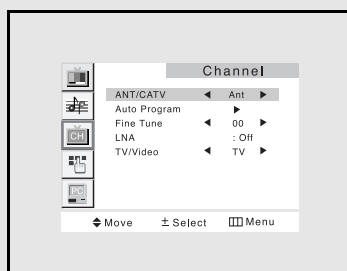 Channel
ANT/CATV ◄ Ant ►
Auto Program ►
Fine Tune ◄ 00 ►
LNA : Off
TV/Video ◄ TV ►
CH
PC
Move ± Select Menu